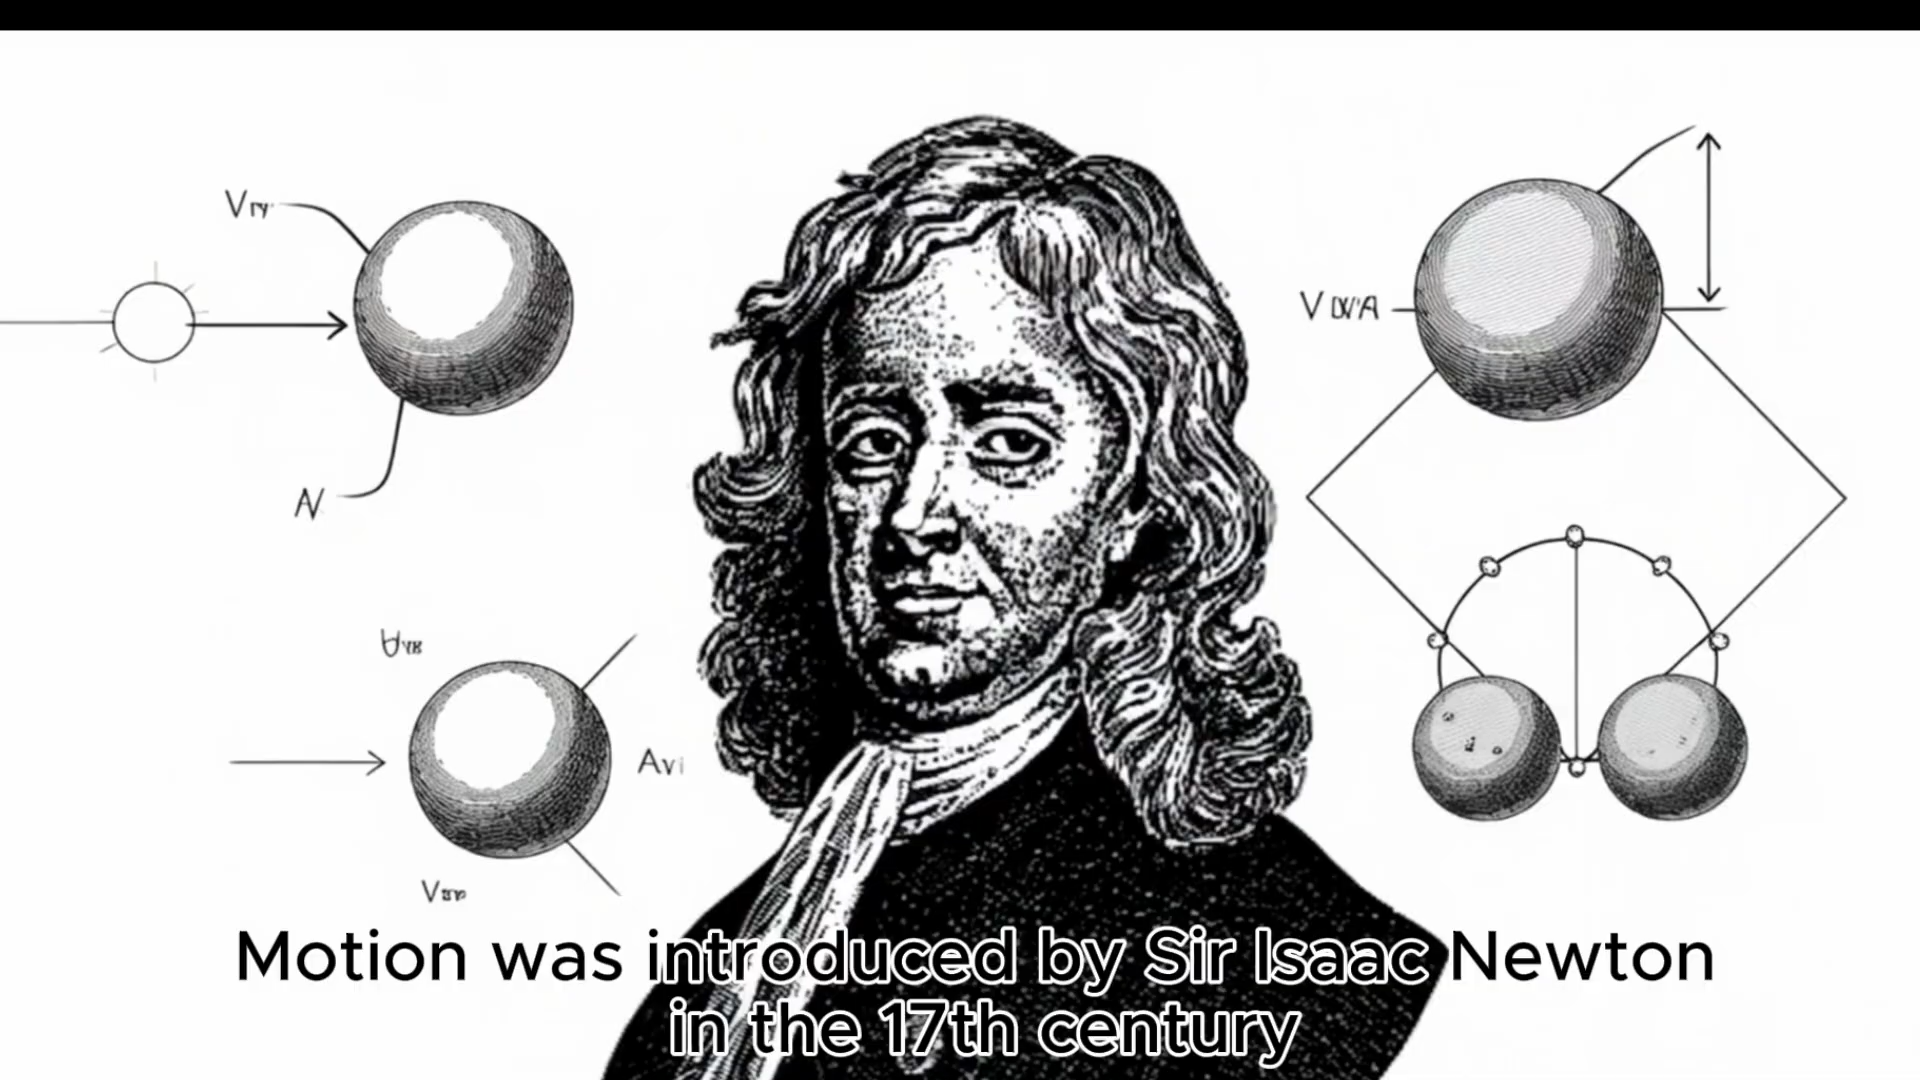 Motion was introduced by Sir Isaac Newton
in the 17th century